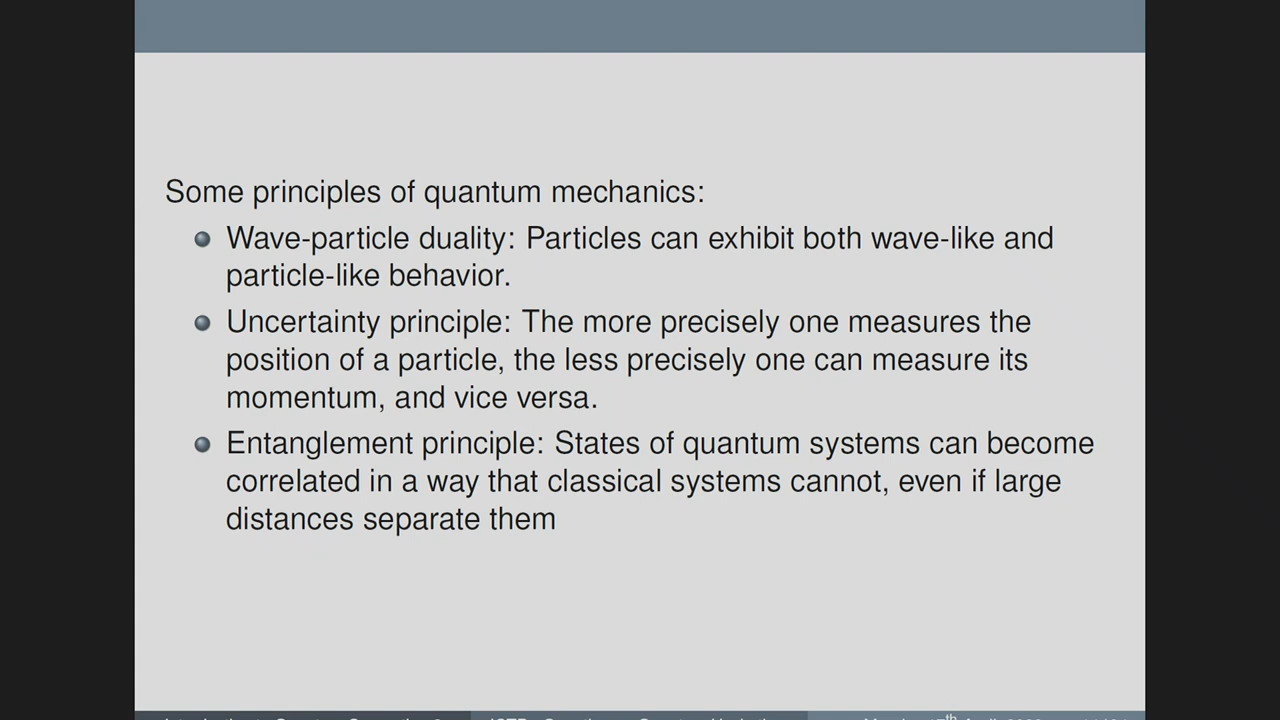 Some principles of quantum mechanics:
Wave-particle duality: Particles can exhibit both wave-like and
particle-like behavior.
Uncertainty principle: The more precisely one measures the
position of a particle, the less precisely one can measure its
momentum, and vice versa.
Entanglement principle: States of quantum systems can become
correlated in a way that classical systems cannot, even if large
distances separate them